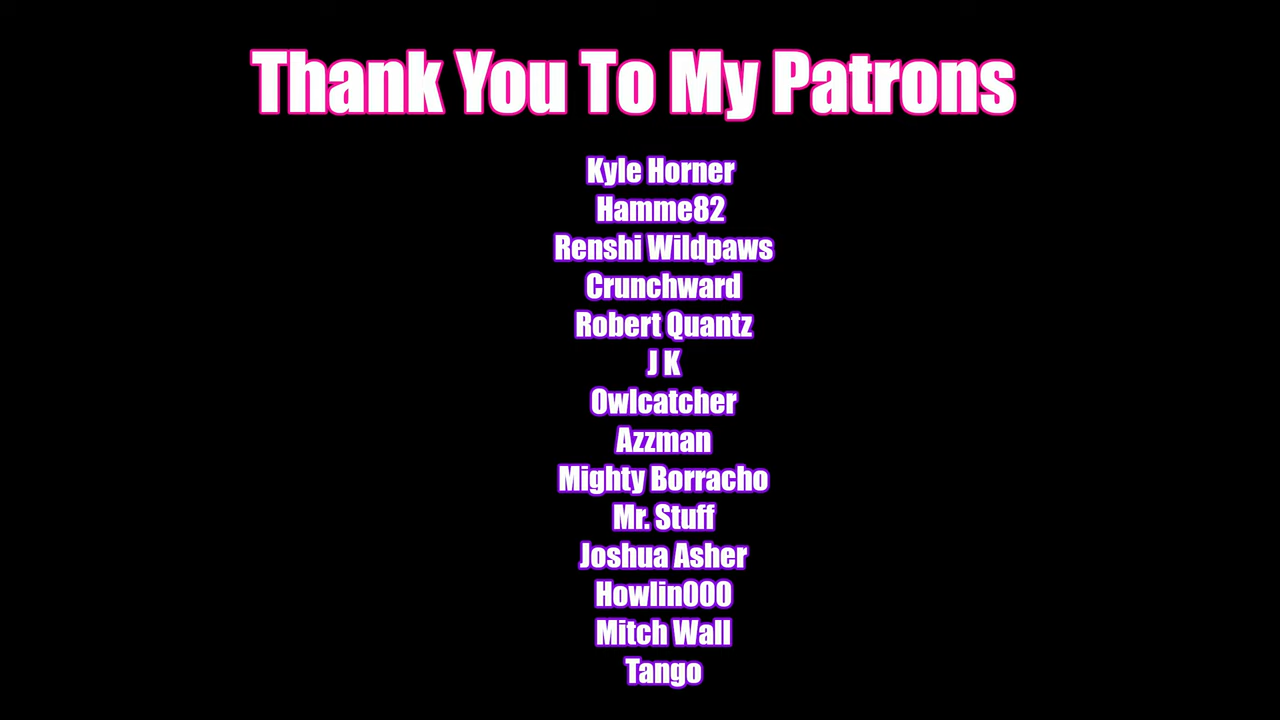 Thank You To My Patrons
Kyle Horner
Hamme82
Renshi Wildpaws
Crunchward
Robert Quantz
J K
Owlcatcher
Azzman
Mighty Borracho
Mr. Stuff
Joshua Asher
Howlin000
Mitch Wall
Tango